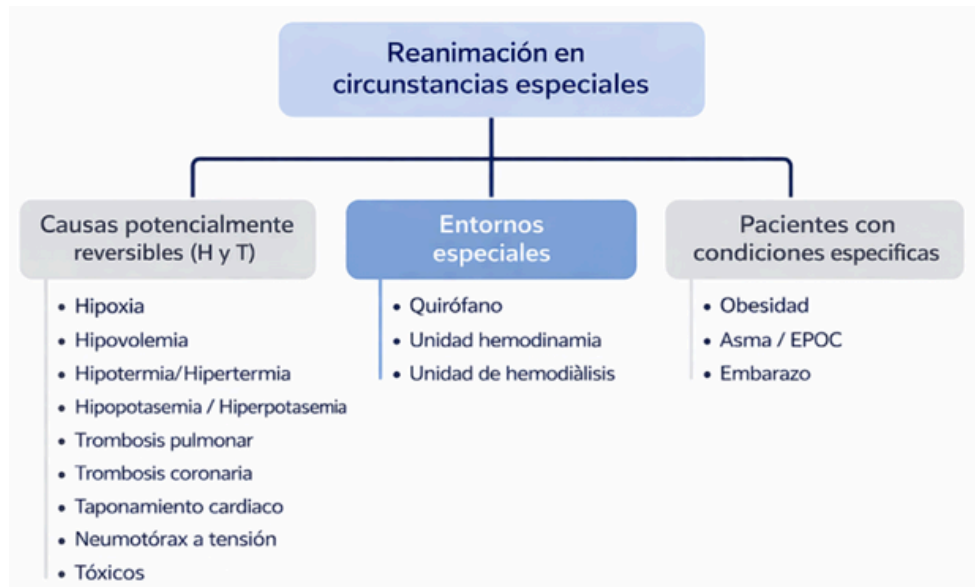 Reanimación en
circunstancias especiales
Causas potencialmente
reversibles (H y T)
• Hipoxia
• Hipovolemia
• Hipotermia/Hipertermia
• Hipopotasemia / Hiperpotasemia
• Trombosis pulmonar
• Trombosis coronaria
• Taponamiento cardiaco
• Neumotórax a tensión
• Tóxicos
Entornos
especiales
• Quirófano
• Unidad hemodinamia
• Unidad de hemodiàlisis
Pacientes con
condiciones especificas
• Obesidad
• Asma / EPOC
• Embarazo